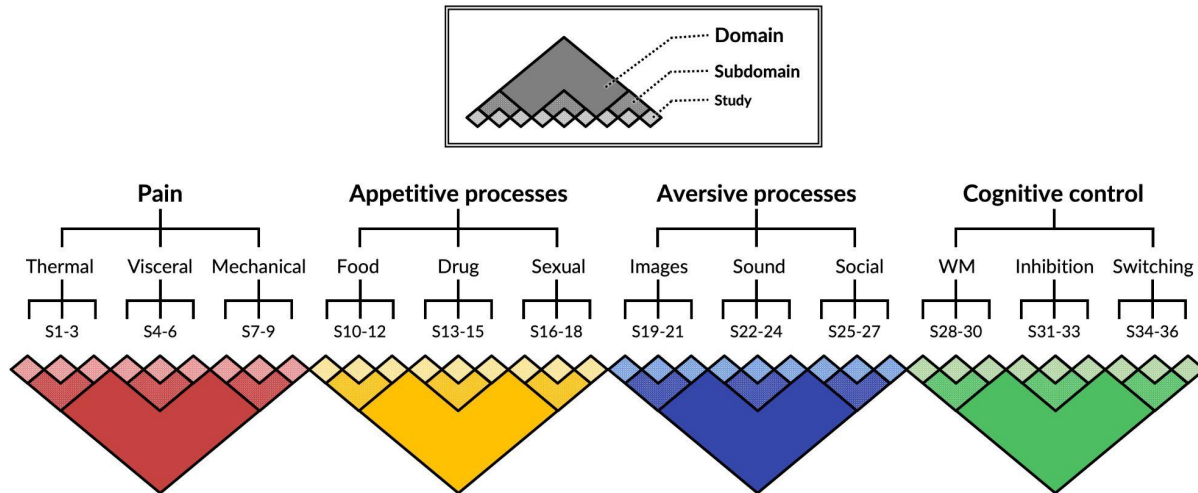 Domain
Subdomain
Study
Pain Appetitive processes Aversive processes Cognitive control
Thermal Visceral Mechanical Food Drug Sexual Images Sound Social WM Inhibition Switching
S1-3 S4-6 S7-9 S10-12 S13-15 S16-18 S19-21 S22-24 S25-27 S28-30 S31-33 S34-36